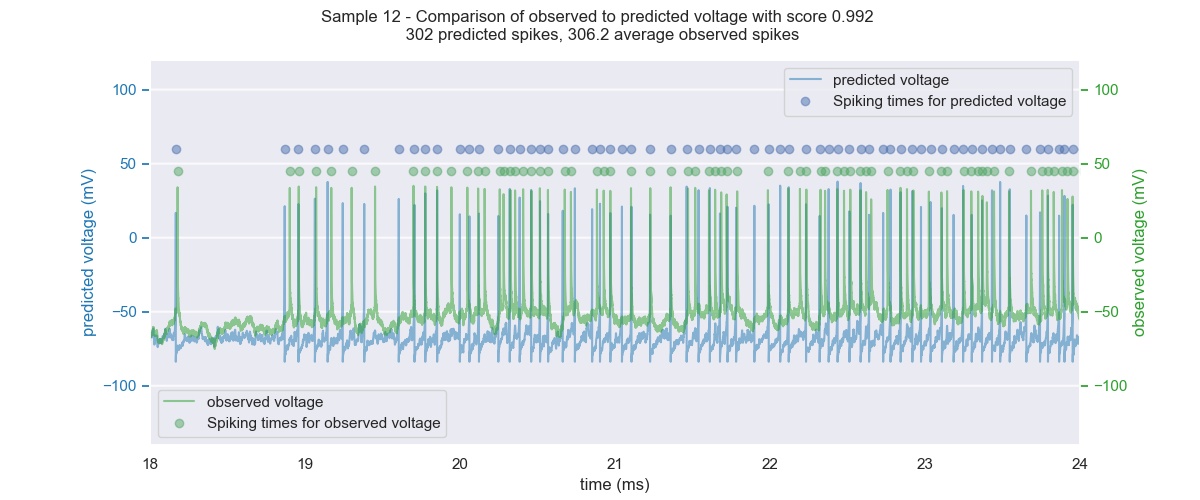 Sample 12 - Comparison of observed to predicted voltage with score 0.992
302 predicted spikes, 306.2 average observed spikes
predicted voltage
Spiking times for predicted voltage
100
50
0
−50
−100
predicted voltage (mV)
100
50
0
−50
−100
observed voltage (mV)
observed voltage
Spiking times for observed voltage
18 19 20 21 22 23 24
time (ms)